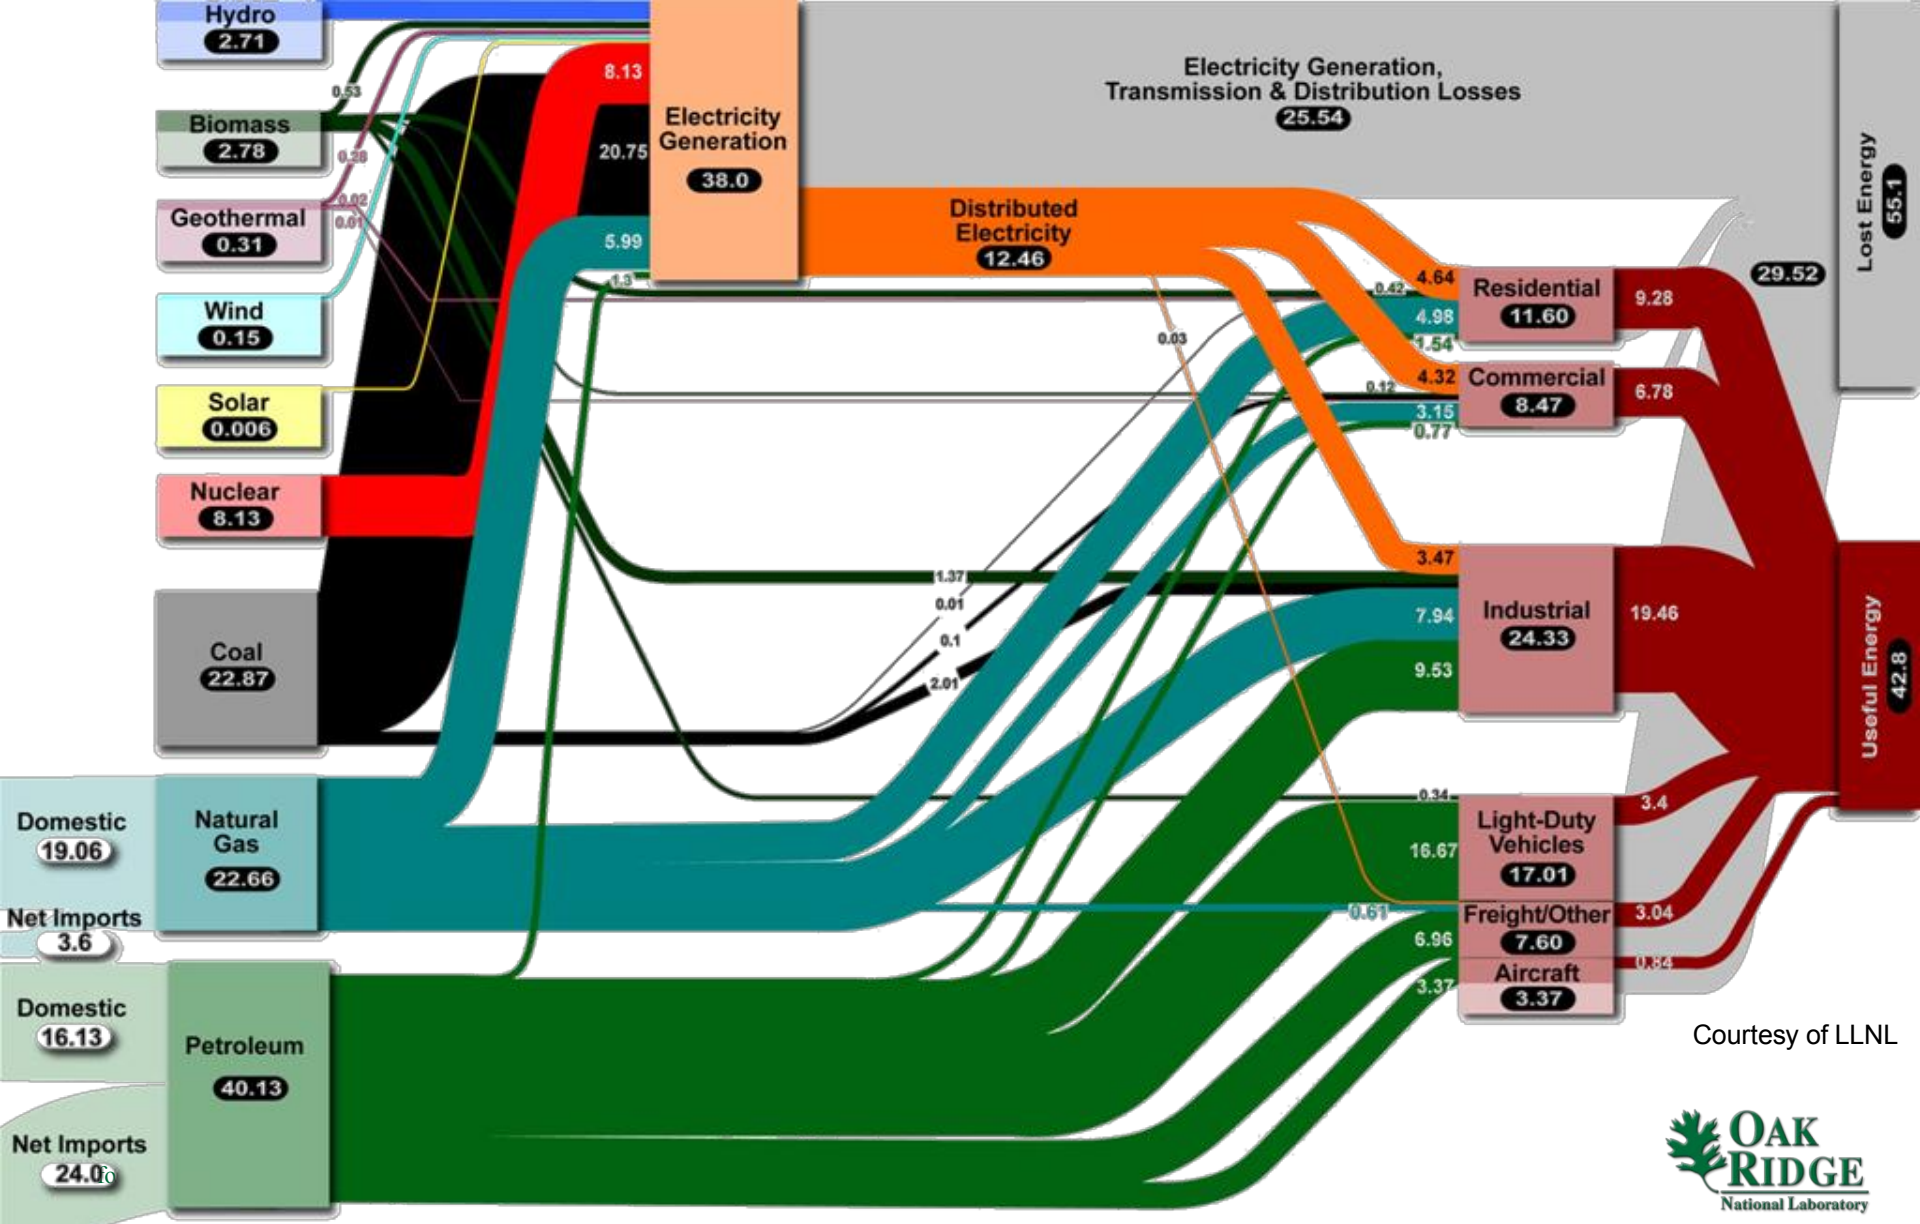 Hydro
2.71
0.53
Biomass
2.78
0.28
0.02
0.01
Geothermal
0.31
Wind
0.15
Solar
0.006
Nuclear
8.13
Coal
22.87
Domestic
19.06
Natural
Gas
22.66
Net Imports
3.6
Domestic
16.13
Petroleum
40.13
Net Imports
24.0
fo
8.13
20.75
5.99
1.3
Electricity
Generation
38.0
Electricity Generation,
Transmission & Distribution Losses
25.54
Distributed
Electricity
12.46
0.03
1.37
0.01
0.1
2.01
4.64
0.42
4.98
1.54
4.32
0.12
3.15
0.77
3.47
7.94
9.53
0.34
16.67
0.61
6.96
3.37
Residential
11.60
Commercial
8.47
Industrial
24.33
Light-Duty
Vehicles
17.01
Freight/Other
7.60
Aircraft
3.37
9.28
6.78
19.46
3.4
3.04
0.84
29.52
Lost Energy
55.1
Useful Energy
42.8
Courtesy of LLNL
OAK
RIDGE
National Laboratory